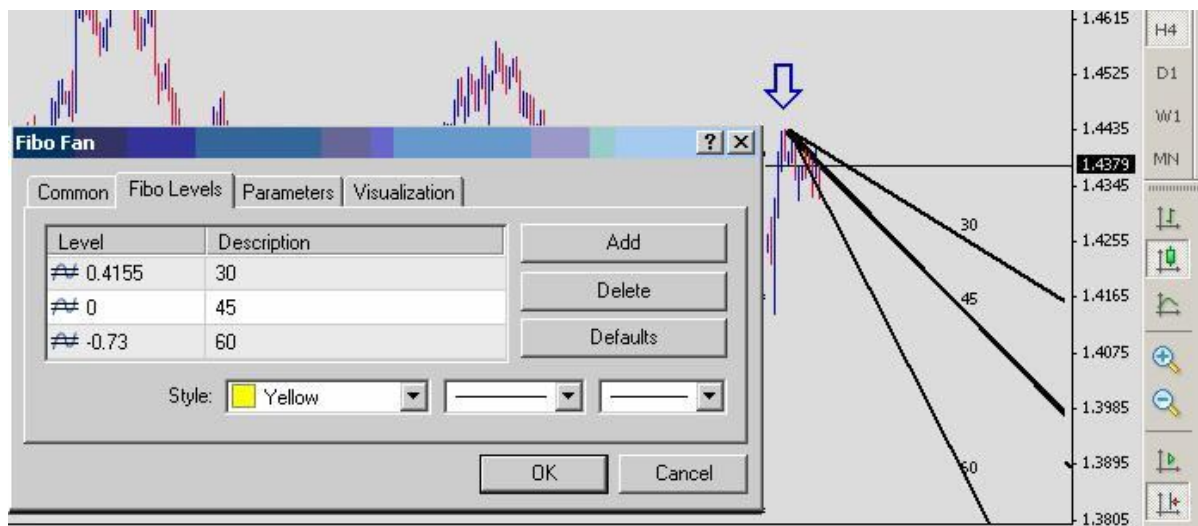 1.4615
H4
1.4525
D1
W1
1.4435
Fibo Fan
? X
1.4379
MN
1.4345
Common Fibo Levels Parameters Visualization
30
Level Description
Add
1.4255
0.4155 30
Delete
0 45
45
1.4165
-0.73 60
Defaults
1.4075
Style: Yellow
1.3985
60
1.3895
OK Cancel
1.3805